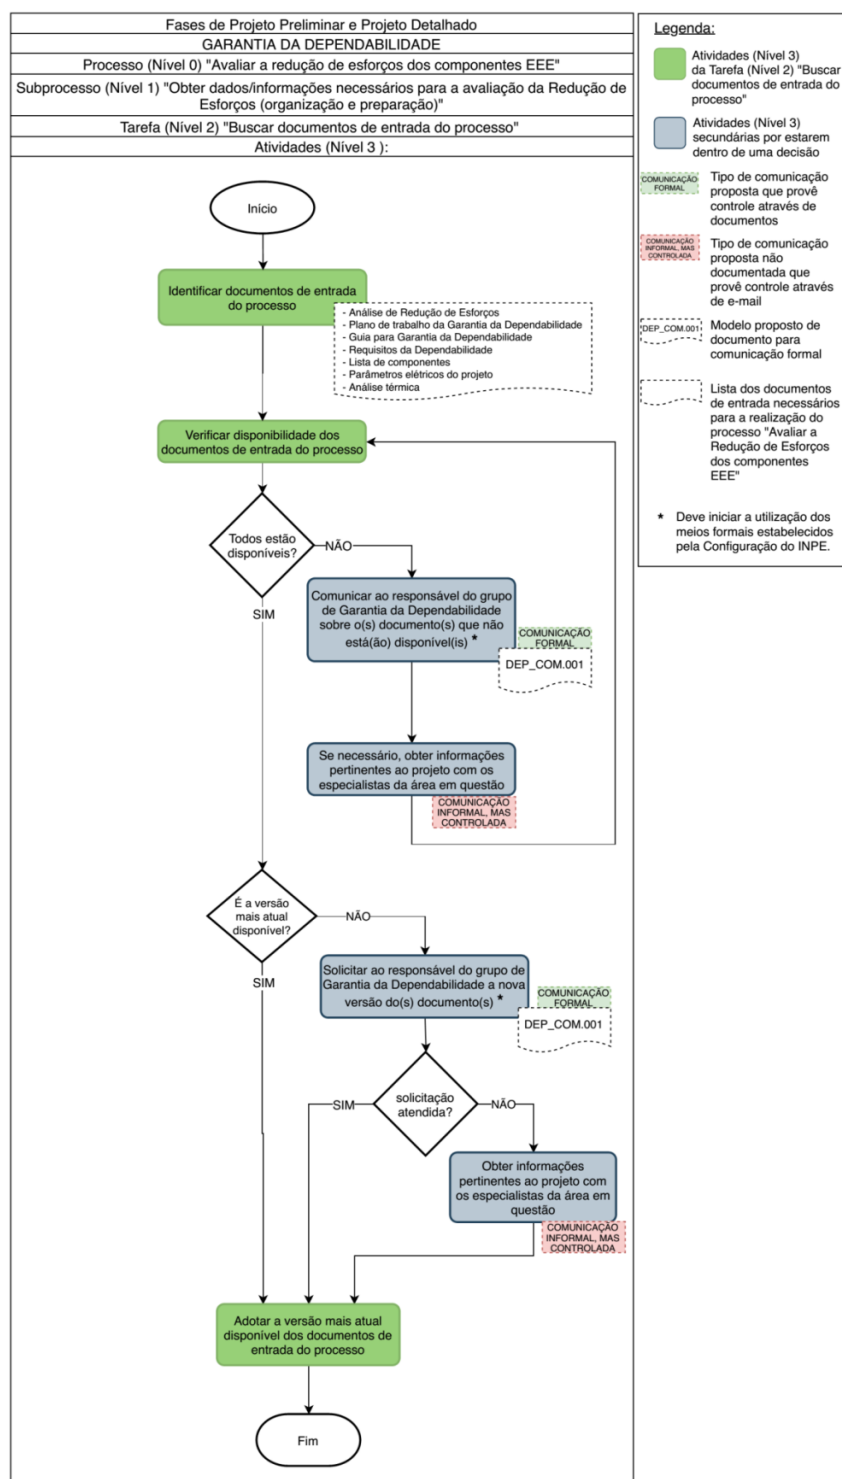 Fases de Projeto Preliminar e Projeto Detalhado
GARANTIA DA DEPENDABILIDADE
Processo (Nível 0) "Avaliar a redução de esforços dos componentes EEE"
Subprocesso (Nível 1) "Obter dados/informações necessários para a avaliação da Redução de
Esforços (organização e preparação)"
Tarefa (Nível 2) "Buscar documentos de entrada do processo"
Atividades (Nível 3 ):
Início
Identificar documentos de entrada
do processo
- Análise de Redução de Esforços
- Plano de trabalho da Garantia da Dependabilidade
- Guia para Garantia da Dependabilidade
- Requisitos da Dependabilidade
- Lista de componentes
- Parâmetros elétricos do projeto
- Análise térmica
Verificar disponibilidade dos
documentos de entrada do processo
Todos estão
disponíveis?
NÃO
SIM
Comunicar ao responsável do grupo
de Garantia da Dependabilidade
sobre o(s) documento(s) que não
está(ão) disponível(is) *
COMUNICAÇÃO
FORMAL
DEP_COM.001
Se necessário, obter informações
pertinentes ao projeto com os
especialistas da área em questão
COMUNICAÇÃO
INFORMAL, MAS
CONTROLADA
É a versão
mais atual
disponível?
NÃO
SIM
Solicitar ao responsável do grupo de
Garantia da Dependabilidade a nova
versão do(s) documento(s) *
COMUNICAÇÃO
FORMAL
DEP_COM.001
solicitação
atendida?
SIM
NÃO
Obter informações
pertinentes ao projeto com
os especialistas da área em
questão
COMUNICAÇÃO
INFORMAL, MAS
CONTROLADA
Adotar a versão mais atual
disponível dos documentos de
entrada do processo
Fim
Legenda:
Atividades (Nível 3)
da Tarefa (Nível 2) "Buscar
documentos de entrada do
processo"
Atividades (Nível 3)
secundárias por estarem
dentro de uma decisão
COMUNICAÇÃO
FORMAL
Tipo de comunicação
proposta que provê
controle através de
documentos
COMUNICAÇÃO
INFORMAL, MAS
CONTROLADA
Tipo de comunicação
proposta não
documentada que
provê controle através
de e-mail
DEP_COM.001
Modelo proposto de
documento para
comunicação formal
Lista dos documentos
de entrada necessários
para a realização do
processo "Avaliar a
Redução de Esforços
dos componentes
EEE"
* Deve iniciar a utilização dos
meios formais estabelecidos
pela Configuração do INPE.